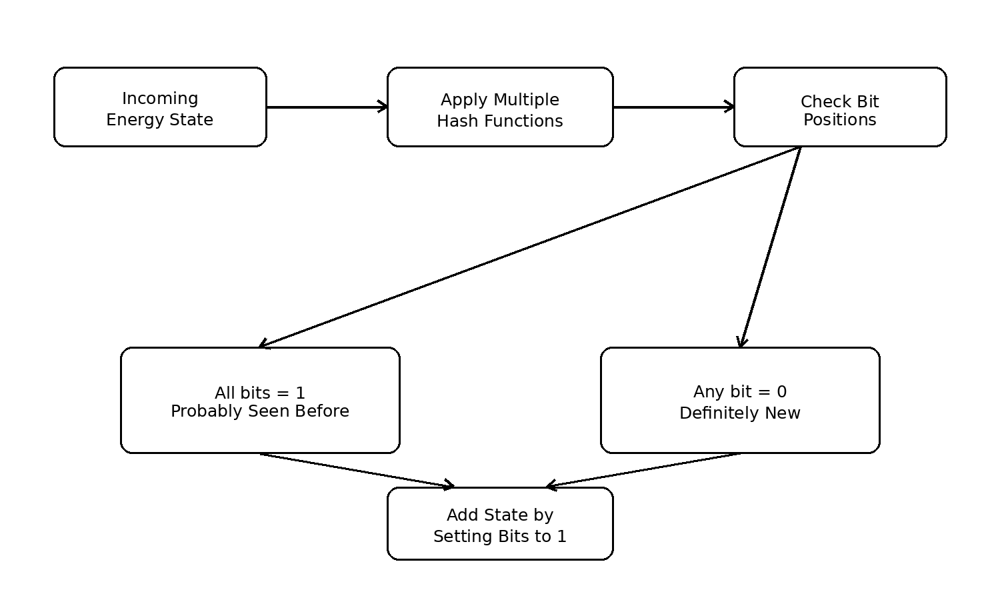 Incoming
Energy State
Apply Multiple
Hash Functions
Check Bit
Positions
All bits = 1
Probably Seen Before
Any bit = 0
Definitely New
Add State by
Setting Bits to 1